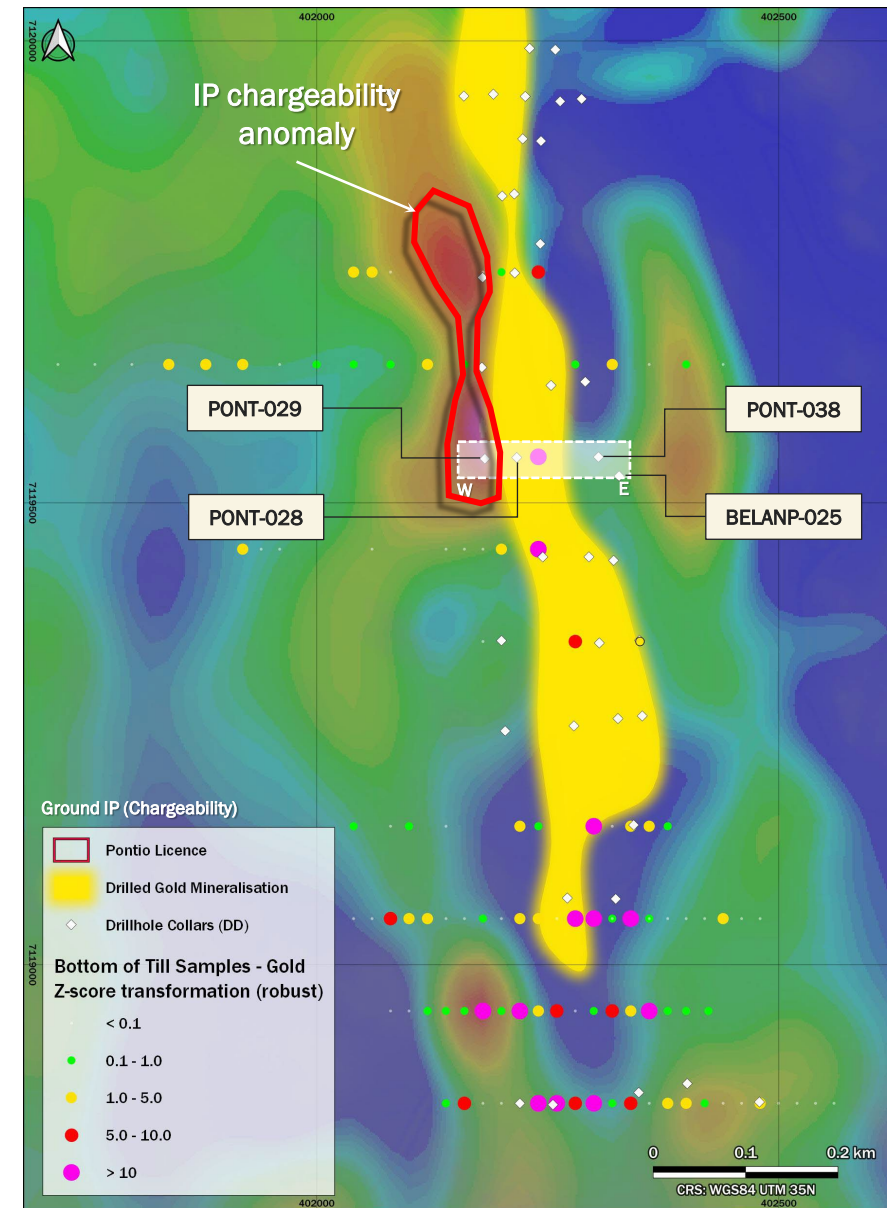 402000
402500
7120000
IP chargeability
anomaly
PONT-029
PONT-038
W
E
7119500
PONT-028
BELANP-025
Ground IP (Chargeability)
Pontio Licence
Drilled Gold Mineralisation
Drillhole Collars (DD)
7119000
Bottom of Till Samples - Gold
Z-score transformation (robust)
< 0.1
0.1 - 1.0
1.0 - 5.0
5.0 - 10.0
> 10
0 0.1 0.2 km
CRS: WGS84 UTM 35N
402000
402500